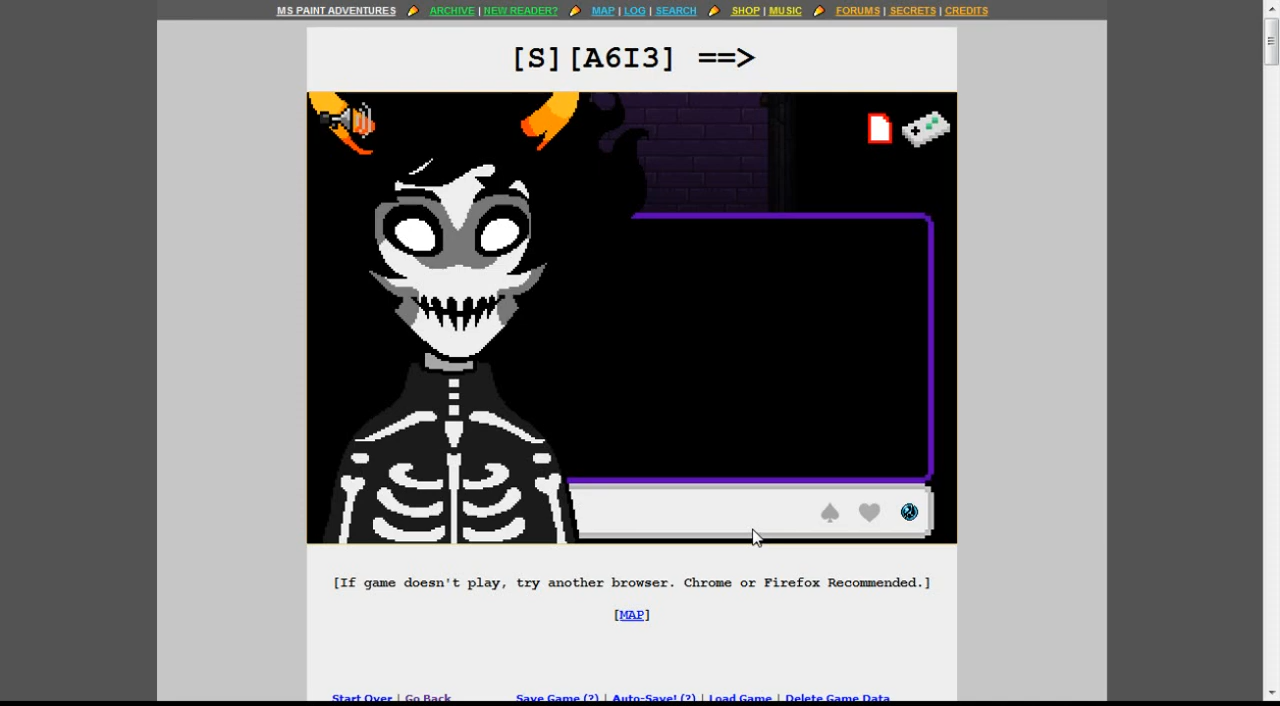 MS PAINT ADVENTURES ARCHIVE | NEW READER? MAP | LOG | SEARCH SHOP | MUSIC FORUMS | SECRETS | CREDITS
[S][A6I3] ==>
[If game doesn't play, try another browser. Chrome or Firefox Recommended.]
[MAP]
Start Over | Go Back Save Game (?) | Auto-Save! (?) | Load Game | Delete Game Data